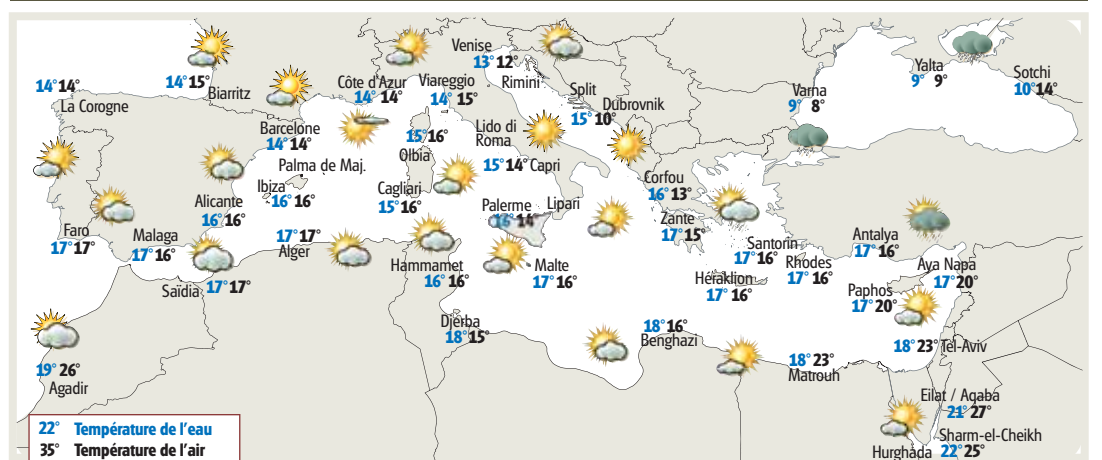 14° 14°
La Corogne
14° 15°
Biarritz
Côte d'Azur
14° 14°
Viareggio
14° 15°
Venise
13° 12°
Rimini
Split
15° 10°
Dubrovnik
Varna
9° 8°
Yalta
9° 9°
Sotchi
10° 14°
Barcelone
14° 14°
Palma de Maj.
15° 16°
Olbia
Lido di
Roma
15° 14° Capri
Ibiza
16° 16°
Cagliari
15° 16°
Palerme
16° 14°
Lipari
Corfou
16° 13°
Zante
17° 15°
Alicante
16° 16°
Faro
17° 17°
Malaga
17° 16°
17° 17°
Alger
Saïdia 17° 17°
Hammamet
16° 16°
Malte
17° 16°
Santorin
17° 16°
Rhodes
17° 16°
Héraklion
17° 16°
Antalya
17° 16°
Aya Napa
17° 20°
Paphos
17° 20°
Djerba
18° 15°
18° 16°
Benghazi
18° 23°
Matrouh
18° 23° Tel-Aviv
19° 26°
Agadir
Eilat / Aqaba
21° 27°
Sharm-el-Cheikh
22° 25°
Hurghada
22° Température de l'eau
35° Température de l'air